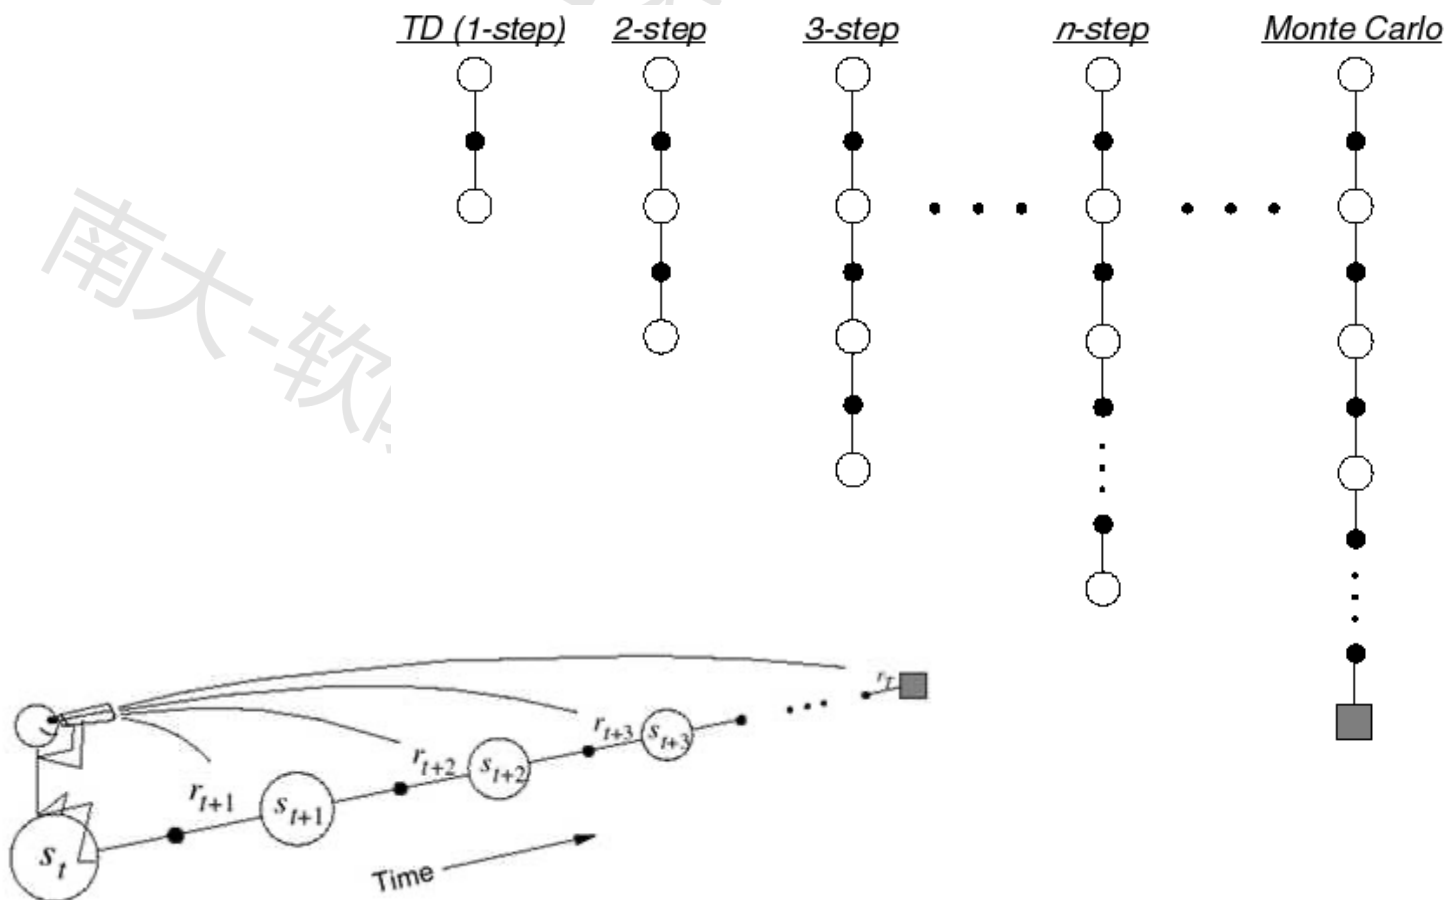 TD (1-step) 2-step 3-step n-step Monte Carlo
南大-软
r_T
r_{t+3} s_{t+3}
r_{t+2} s_{t+2}
r_{t+1} s_{t+1}
s_t
Time